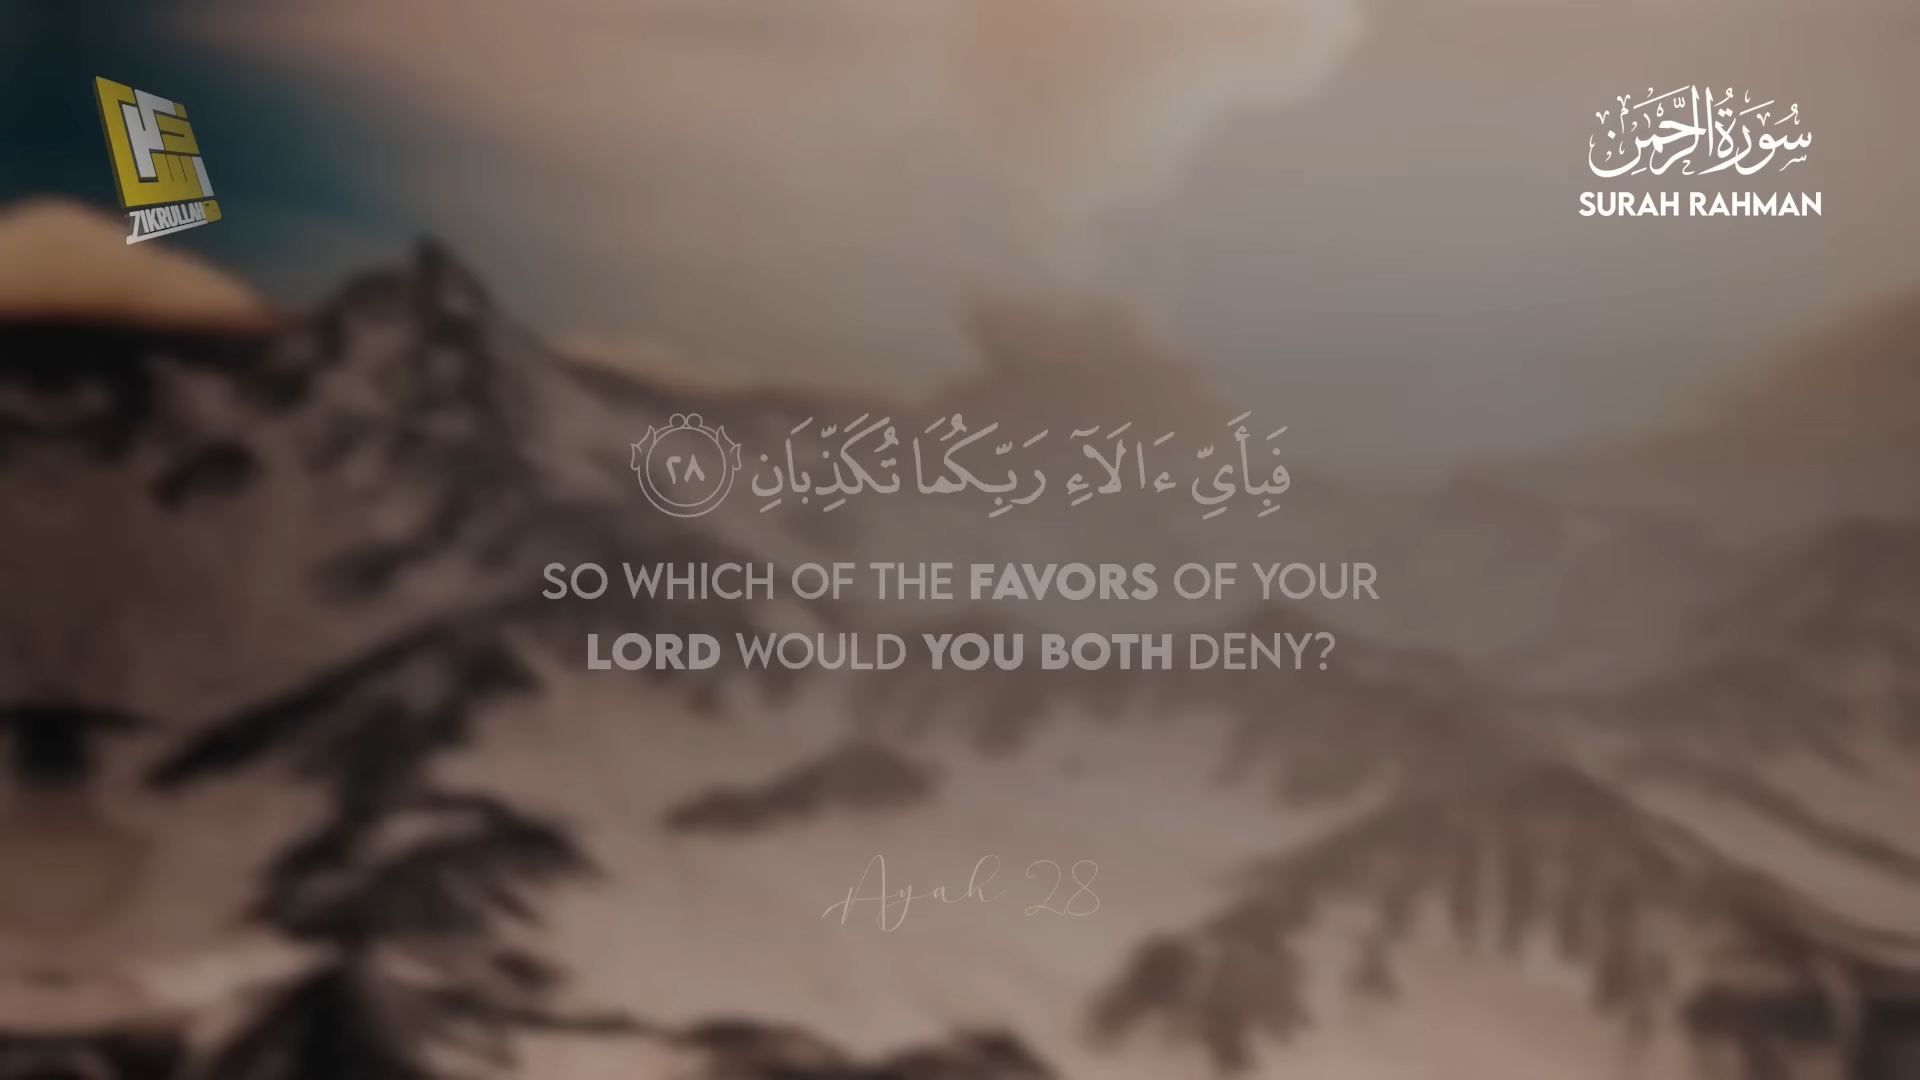 ZIKRULLAH
سُورَةُ الرَّحْمٰن
SURAH RAHMAN
فَبِأَيِّ ءَالَآءِ رَبِّكُمَا تُكَذِّبَانِ ٢٨
SO WHICH OF THE FAVORS OF YOUR
LORD WOULD YOU BOTH DENY?
Ayah 28